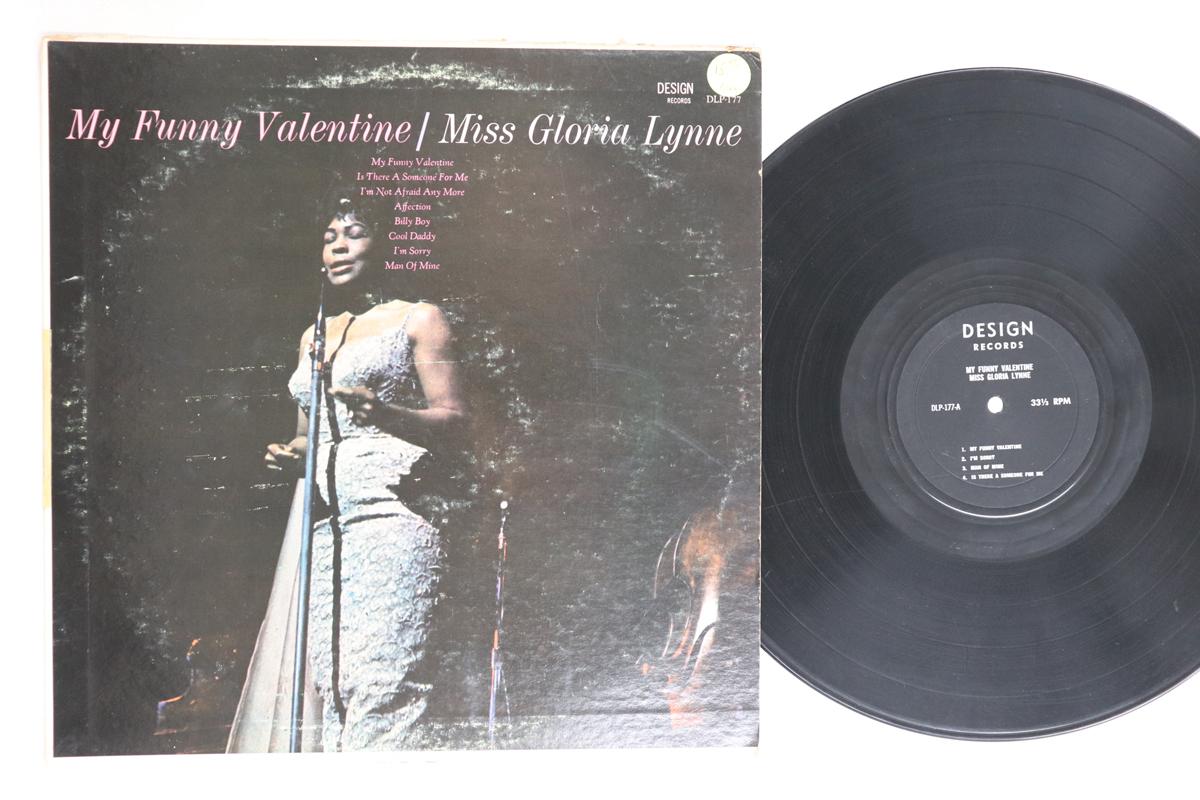 DESIGN
RECORDS
DLP-177
My Funny Valentine / Miss Gloria Lynne
My Funny Valentine
Is There A Someone For Me
I'm Not Afraid Any More
Affection
Billy Boy
Cool Daddy
I'm Sorry
Man Of Mine
DESIGN
RECORDS
MY FUNNY VALENTINE
MISS GLORIA LYNNE
DLP-177-A
33⅓ RPM
1. MY FUNNY VALENTINE
2. I'M SORRY
3. MAN OF MINE
4. IS THERE A SOMEONE FOR ME